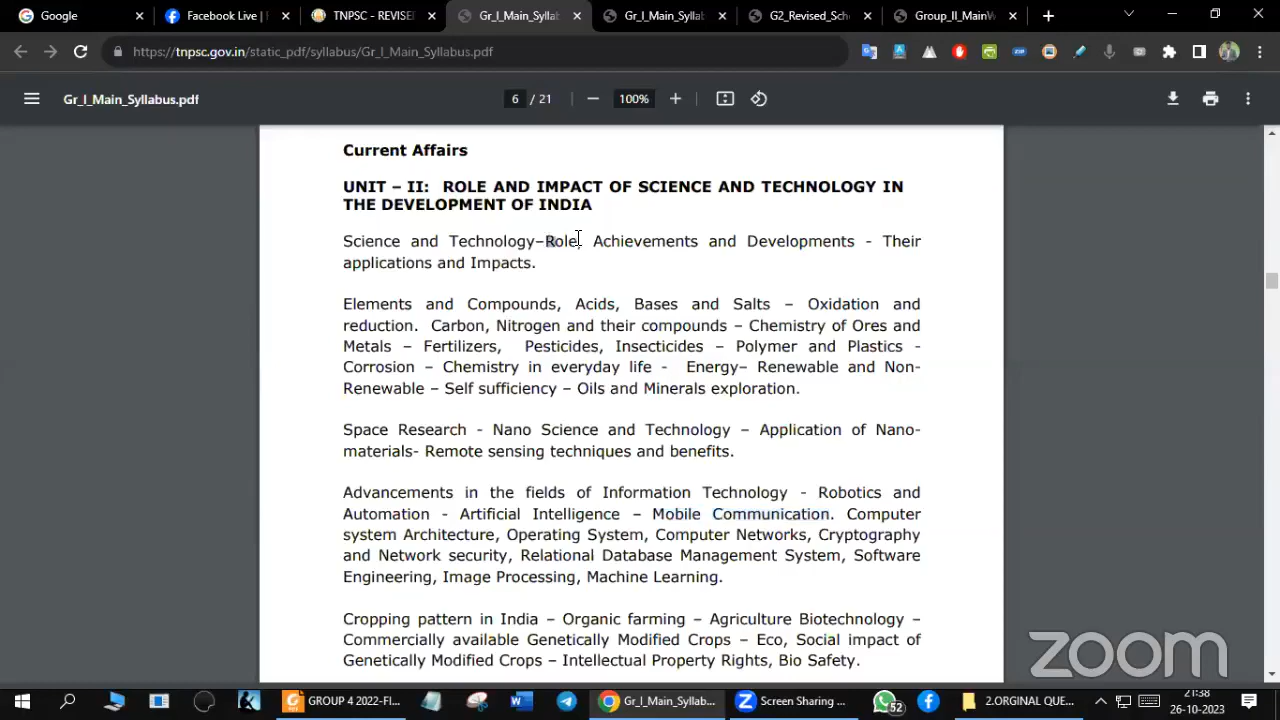 Google
Facebook Live |
TNPSC - REVISED
Gr_I_Main_Syllab
Gr_I_Main_Syllab
G2_Revised_Sch
Group_II_MainW
https://tnpsc.gov.in/static_pdf/syllabus/Gr_I_Main_Syllabus.pdf
Gr_I_Main_Syllabus.pdf
6 / 21
100%
Current Affairs
UNIT – II: ROLE AND IMPACT OF SCIENCE AND TECHNOLOGY IN
THE DEVELOPMENT OF INDIA
Science and Technology–Role, Achievements and Developments - Their
applications and Impacts.
Elements and Compounds, Acids, Bases and Salts – Oxidation and
reduction. Carbon, Nitrogen and their compounds – Chemistry of Ores and
Metals – Fertilizers, Pesticides, Insecticides – Polymer and Plastics -
Corrosion – Chemistry in everyday life - Energy– Renewable and Non-
Renewable – Self sufficiency – Oils and Minerals exploration.
Space Research - Nano Science and Technology – Application of Nano-
materials- Remote sensing techniques and benefits.
Advancements in the fields of Information Technology - Robotics and
Automation - Artificial Intelligence – Mobile Communication. Computer
system Architecture, Operating System, Computer Networks, Cryptography
and Network security, Relational Database Management System, Software
Engineering, Image Processing, Machine Learning.
Cropping pattern in India – Organic farming – Agriculture Biotechnology –
Commercially available Genetically Modified Crops – Eco, Social impact of
Genetically Modified Crops – Intellectual Property Rights, Bio Safety.
zoom
GROUP 4 2022-FI...
Gr_I_Main_Syllab...
Screen Sharing ...
52
2.ORGINAL QUE...
21:38
26-10-2023